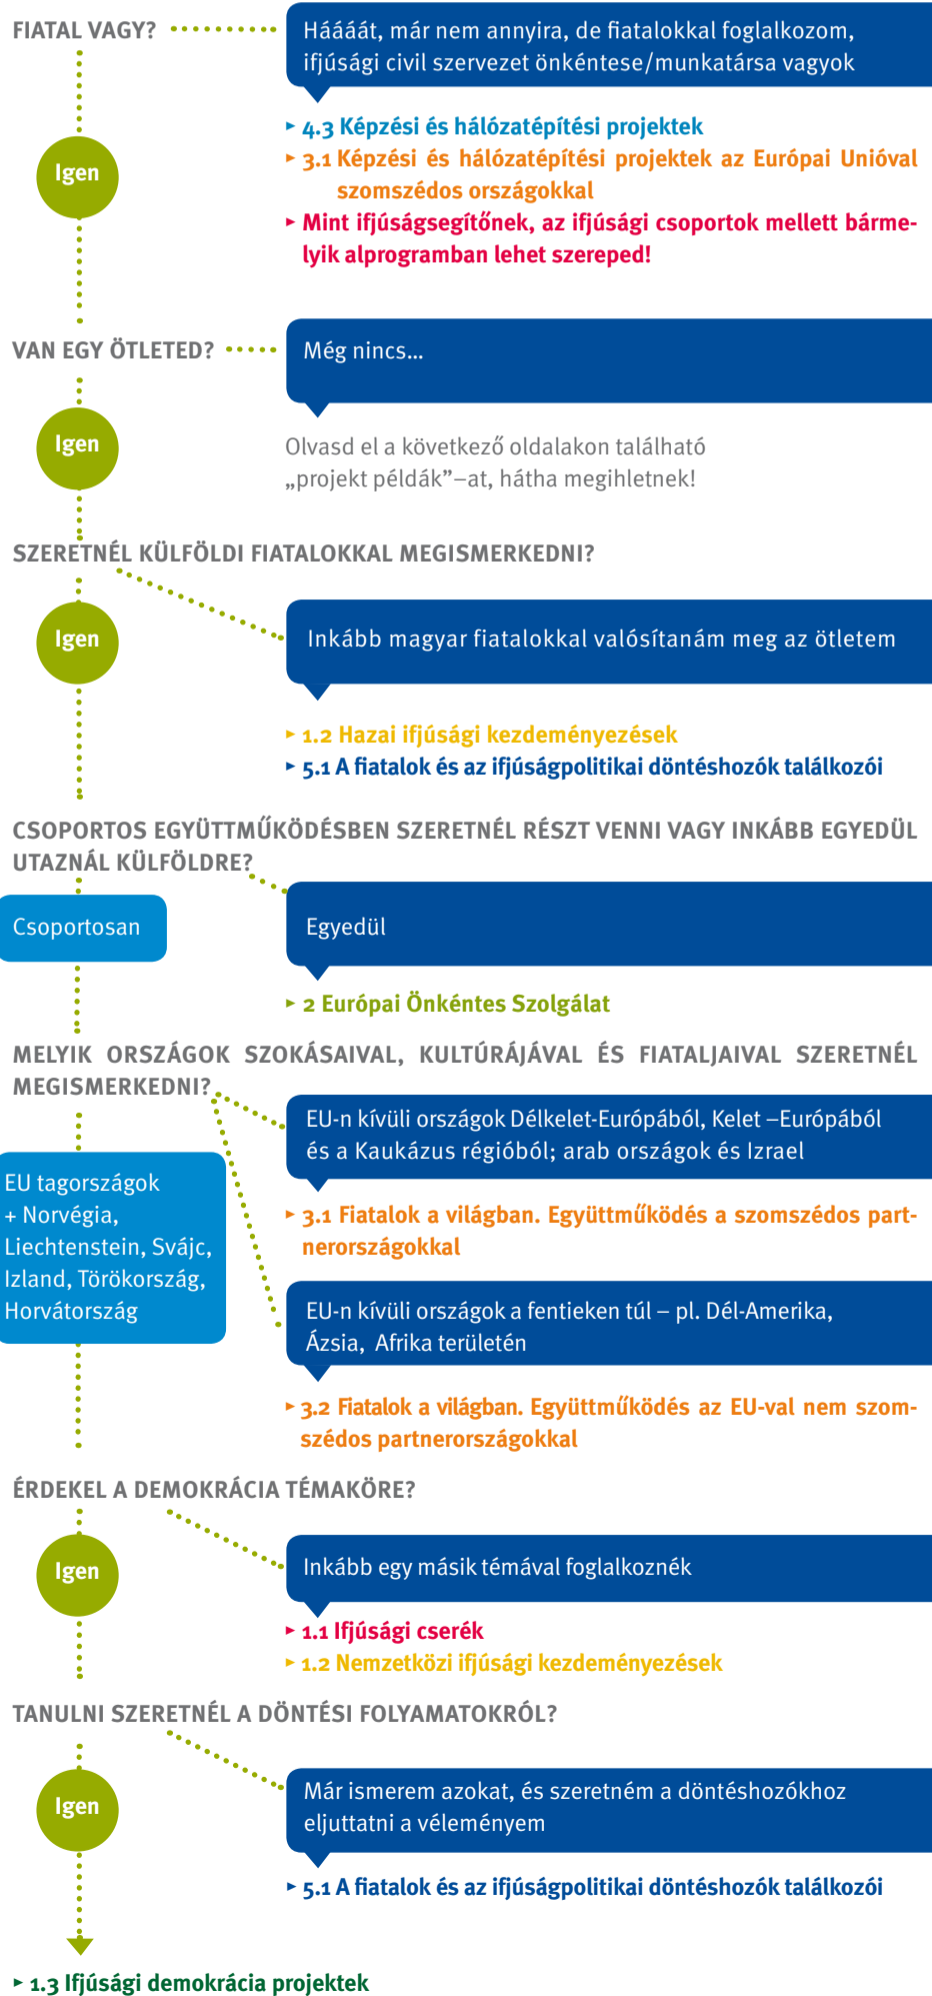 FIATAL VAGY?
Háááát, már nem annyira, de fiatalokkal foglalkozom,
ifjúsági civil szervezet önkéntese/munkatársa vagyok
▸ 4.3 Képzési és hálózatépítési projektek
▸ 3.1 Képzési és hálózatépítési projektek az Európai Unióval
szomszédos országokkal
▸ Mint ifjúságsegítőnek, az ifjúsági csoportok mellett bárme-
lyik alprogramban lehet szereped!
Igen
VAN EGY ÖTLETED?
Még nincs...
Olvasd el a következő oldalakon található
„projekt példák”–at, hátha megihletnek!
Igen
SZERETNÉL KÜLFÖLDI FIATALOKKAL MEGISMERKEDNI?
Igen
Inkább magyar fiatalokkal valósítanám meg az ötletem
▸ 1.2 Hazai ifjúsági kezdeményezések
▸ 5.1 A fiatalok és az ifjúságpolitikai döntéshozók találkozói
CSOPORTOS EGYÜTTMŰKÖDÉSBEN SZERETNÉL RÉSZT VENNI VAGY INKÁBB EGYEDÜL
UTAZNÁL KÜLFÖLDRE?
Csoportosan
Egyedül
▸ 2 Európai Önkéntes Szolgálat
MELYIK ORSZÁGOK SZOKÁSAIVAL, KULTÚRÁJÁVAL ÉS FIATALJAIVAL SZERETNÉL
MEGISMERKEDNI?
EU-n kívüli országok Délkelet-Európából, Kelet –Európából
és a Kaukázus régióból; arab országok és Izrael
▸ 3.1 Fiatalok a világban. Együttműködés a szomszédos part-
nerországokkal
EU tagországok
+ Norvégia,
Liechtenstein, Svájc,
Izland, Törökország,
Horvátország
EU-n kívüli országok a fentieken túl – pl. Dél-Amerika,
Ázsia, Afrika területén
▸ 3.2 Fiatalok a világban. Együttműködés az EU-val nem szom-
szédos partnerországokkal
ÉRDEKEL A DEMOKRÁCIA TÉMAKÖRE?
Igen
Inkább egy másik témával foglalkoznék
▸ 1.1 Ifjúsági cserék
▸ 1.2 Nemzetközi ifjúsági kezdeményezések
TANULNI SZERETNÉL A DÖNTÉSI FOLYAMATOKRÓL?
Igen
Már ismerem azokat, és szeretném a döntéshozókhoz
eljuttatni a véleményem
▸ 5.1 A fiatalok és az ifjúságpolitikai döntéshozók találkozói
▸ 1.3 Ifjúsági demokrácia projektek